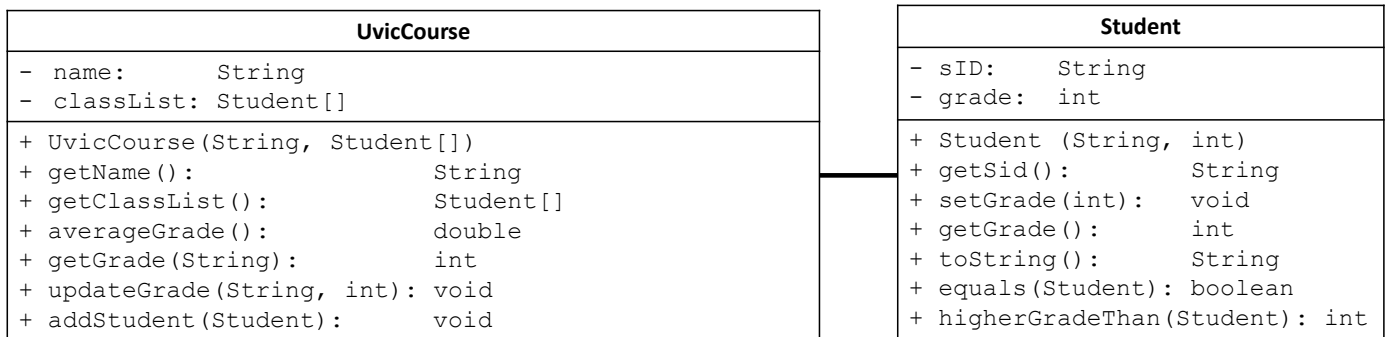 UvicCourse
- name: String
- classList: Student[]
+ UvicCourse(String, Student[])
+ getName(): String
+ getClassList(): Student[]
+ averageGrade(): double
+ getGrade(String): int
+ updateGrade(String, int): void
+ addStudent(Student): void
Student
- sID: String
- grade: int
+ Student (String, int)
+ getSid(): String
+ setGrade(int): void
+ getGrade(): int
+ toString(): String
+ equals(Student): boolean
+ higherGradeThan(Student): int